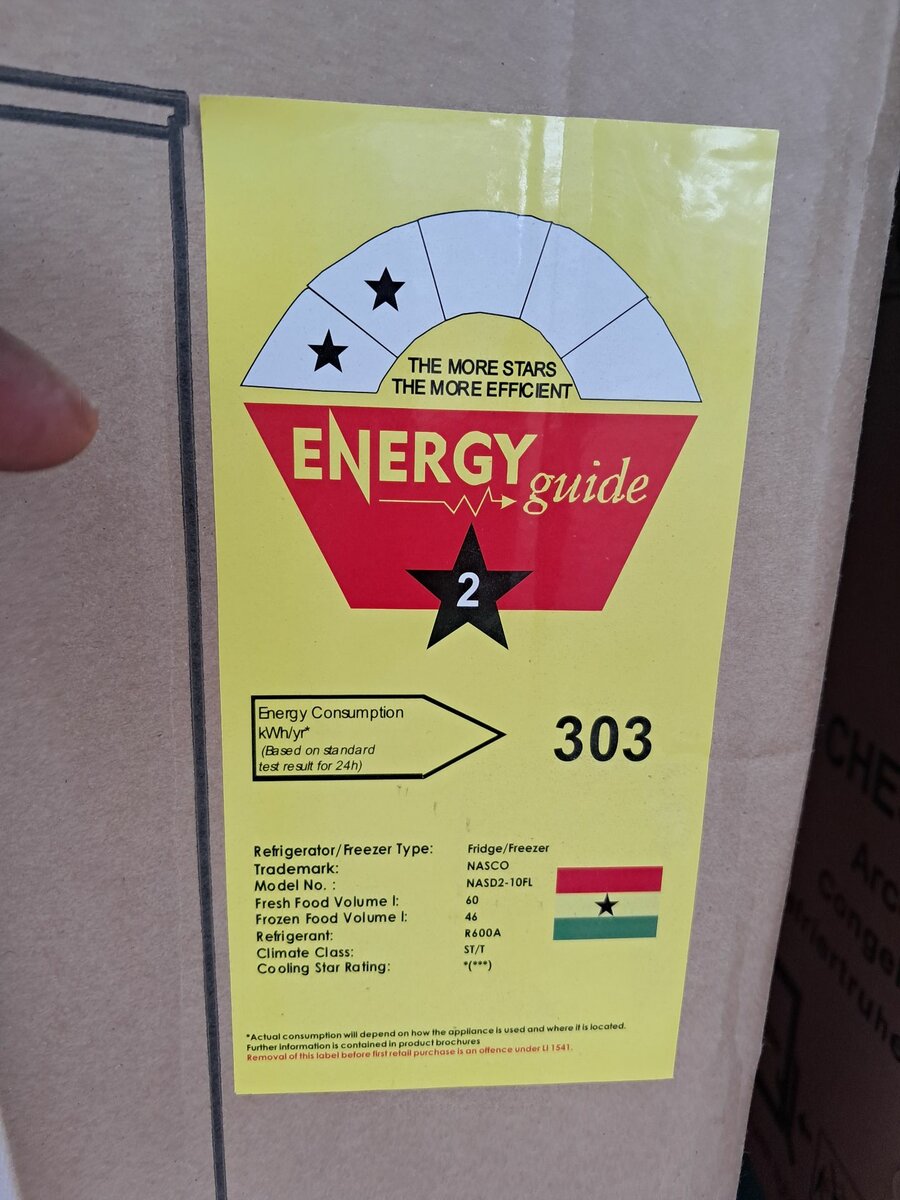 THE MORE STARS
THE MORE EFFICIENT
ENERGY guide
2
Energy Consumption
kWh/yr*
(Based on standard
test result for 24h)
303
Refrigerator/Freezer Type: Fridge/Freezer
Trademark: NASCO
Model No. : NASD2-10FL
Fresh Food Volume l: 60
Frozen Food Volume l: 46
Refrigerant: R600A
Climate Class: ST/T
Cooling Star Rating: *(***)
*Actual consumption will depend on how the appliance is used and where it is located.
Further information is contained in product brochures
Removal of this label before first retail purchase is an offence under LI 1541.